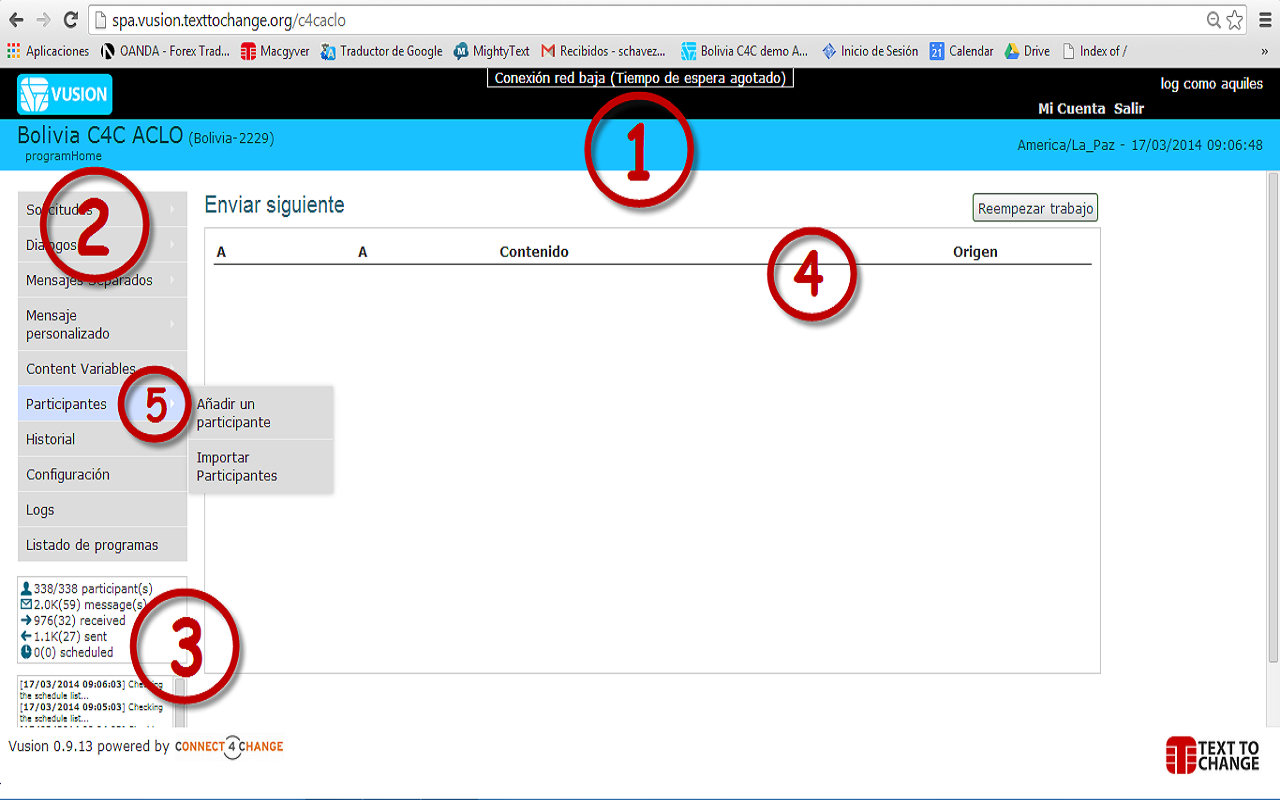 spa.vusion.texttochange.org/c4caclo
Aplicaciones OANDA - Forex Trad... Macgyver Traductor de Google MightyText Recibidos - schavez... Bolivia C4C demo A... Inicio de Sesión 21 Calendar Drive Index of / »
Conexión red baja (Tiempo de espera agotado)
log como aquiles
VUSION
Mi Cuenta Salir
Bolivia C4C ACLO (Bolivia-2229)
programHome
America/La_Paz - 17/03/2014 09:06:48
1
Solicitudes
2
Dialogos
Mensajes Separados
Mensaje
personalizado
Content Variables
Participantes
5
Historial
Configuración
Logs
Listado de programas
Añadir un
participante
Importar
Participantes
Enviar siguiente
Reempezar trabajo
A A Contenido Origen
4
338/338 participant(s)
2.0K(59) message(s)
976(32) received
1.1K(27) sent
0(0) scheduled
3
[17/03/2014 09:06:03] Checking
the schedule list...
[17/03/2014 09:05:03] Checking
the schedule list...
Vusion 0.9.13 powered by CONNECT4CHANGE
TEXT TO
CHANGE